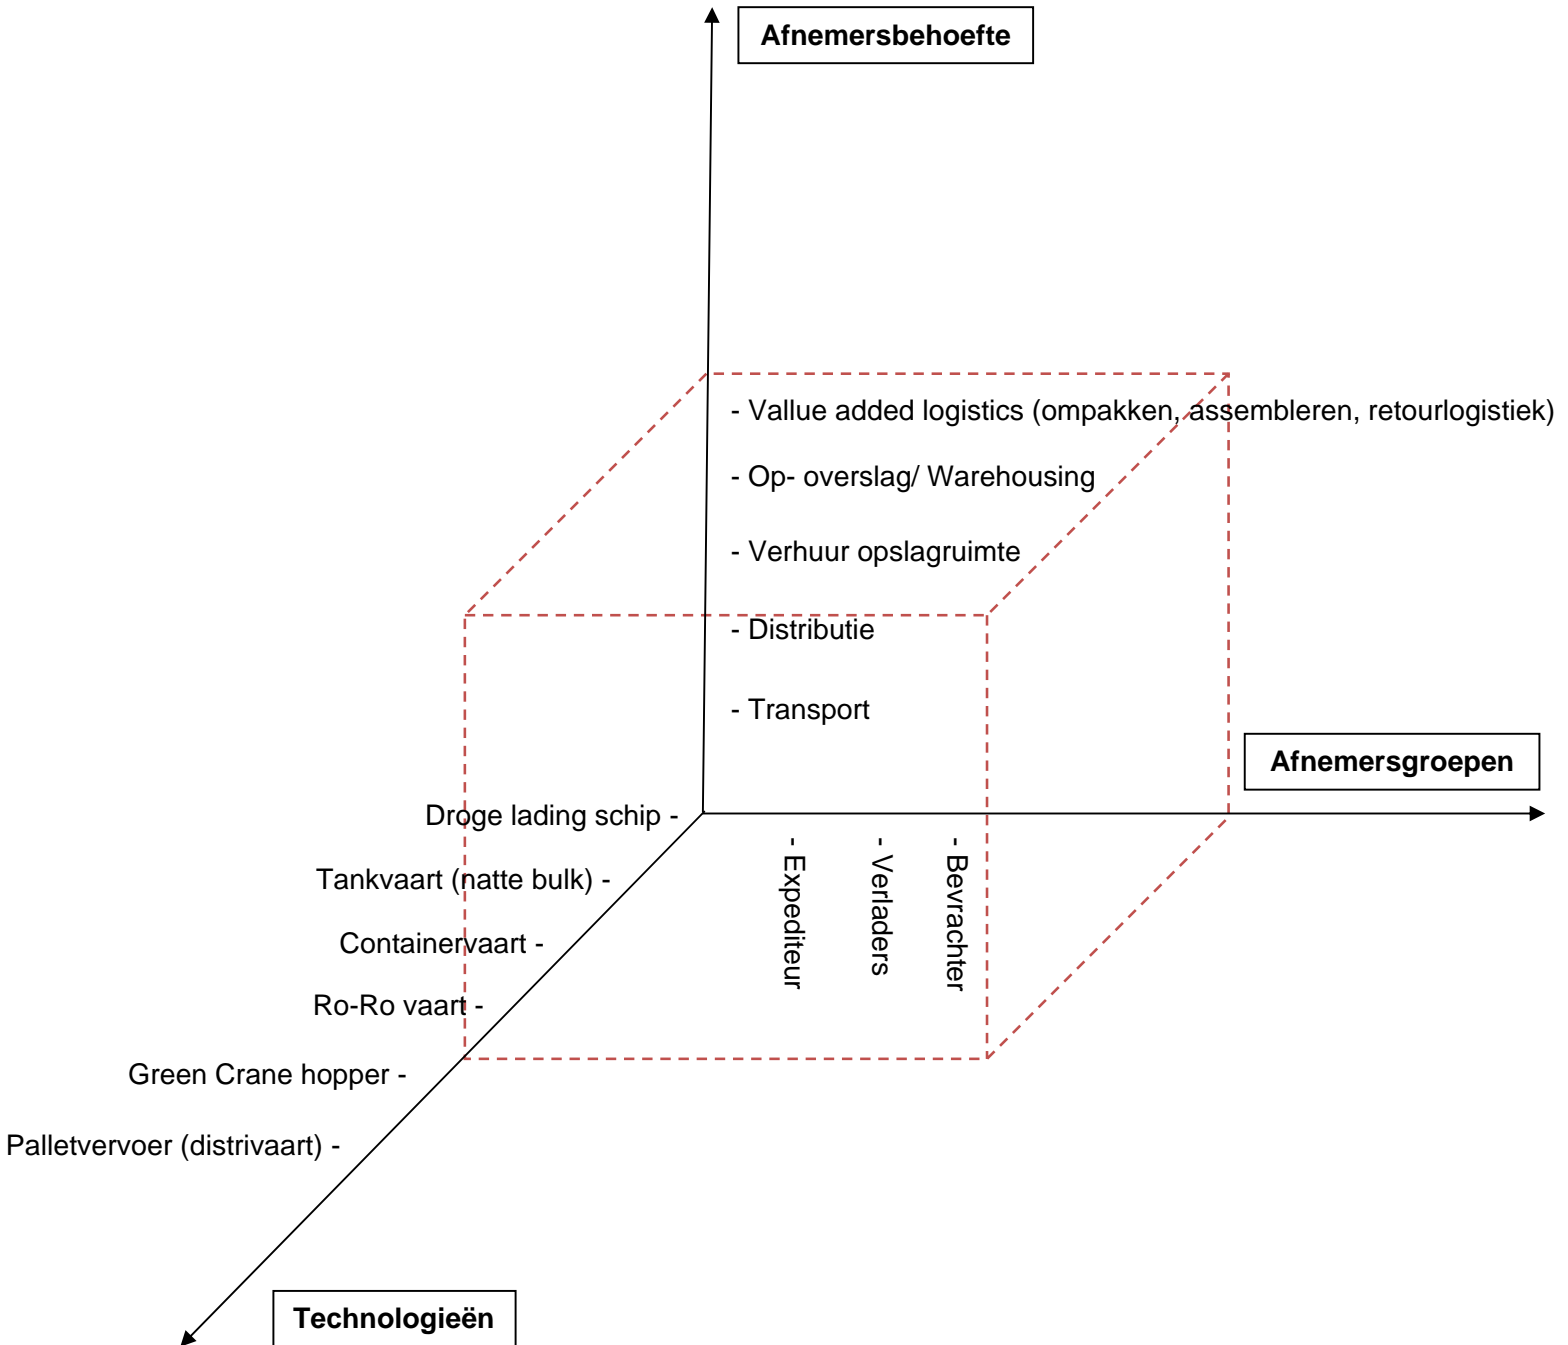 Afnemersbehoefte
- Vallue added logistics (ompakken, assembleren, retourlogistiek)
- Op- overslag/ Warehousing
- Verhuur opslagruimte
- Distributie
- Transport
Afnemersgroepen
- Expediteur
- Verladers
- Bevrachter
Droge lading schip -
Tankvaart (natte bulk) -
Containervaart -
Ro-Ro vaart -
Green Crane hopper -
Palletvervoer (distrivaart) -
Technologieën